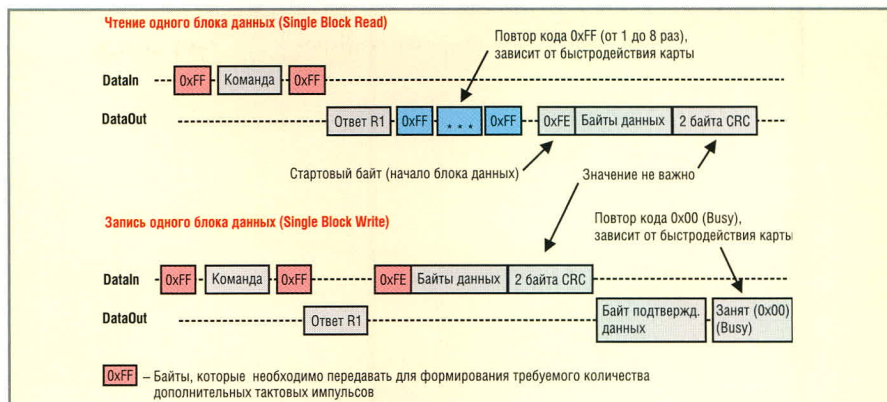 Чтение одного блока данных (Single Block Read)
Повтор кода 0xFF (от 1 до 8 раз),
зависит от быстродействия карты
DataIn 0xFF Команда 0xFF
DataOut Ответ R1 0xFF ... 0xFF 0xFE Байты данных 2 байта CRC
Стартовый байт (начало блока данных)
Значение не важно
Запись одного блока данных (Single Block Write)
Повтор кода 0x00 (Busy),
зависит от быстродействия карты
DataIn 0xFF Команда 0xFF 0xFE Байты данных 2 байта CRC
DataOut Ответ R1 Байт подтвержд. данных Занят (0x00) (Busy)
0xFF – Байты, которые необходимо передавать для формирования требуемого количества
дополнительных тактовых импульсов